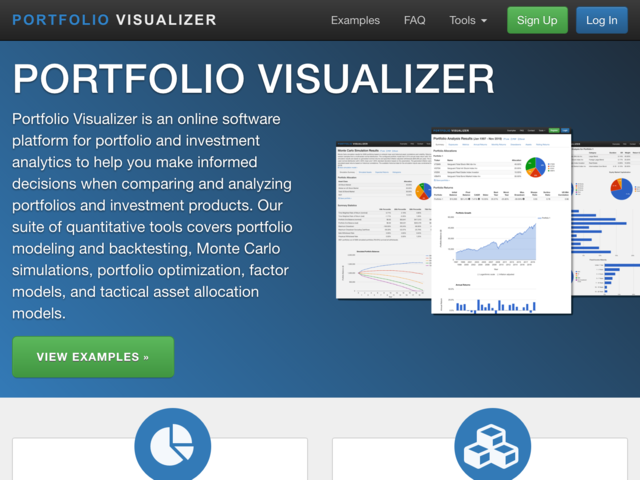 PORTFOLIO VISUALIZER
Examples
FAQ
Tools
Sign Up
Log In
PORTFOLIO VISUALIZER
Portfolio Visualizer is an online software
platform for portfolio and investment
analytics to help you make informed
decisions when comparing and analyzing
portfolios and investment products. Our
suite of quantitative tools covers portfolio
modeling and backtesting, Monte Carlo
simulations, portfolio optimization, factor
models, and tactical asset allocation
models.
VIEW EXAMPLES »
Monte Carlo Simulation Results
Portfolio Analysis Results